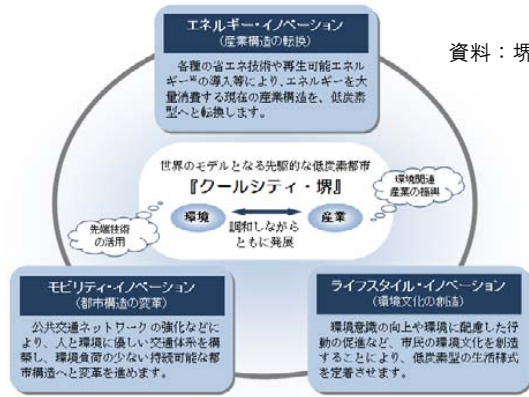 エネルギー・イノベーション
(産業構造の転換)
各種の省エネ技術や再生可能エネル
ギー※の導入等により、エネルギーを大
量消費する現在の産業構造を、低炭素
型へと転換します。
資料：堺
世界のモデルとなる先駆的な低炭素都市
『クールシティ・堺』
環境
産業
調和しながら
ともに発展
先端技術
の活用
環境関連
産業の振興
モビリティ・イノベーション
(都市構造の変革)
公共交通ネットワークの強化などに
より、人と環境に優しい交通体系を構
築し、環境負荷の少ない持続可能な都
市構造へと変革を進めます。
ライフスタイル・イノベーション
(環境文化の創造)
環境意識の向上や環境に配慮した行
動の促進など、市民の環境文化を創造
することにより、低炭素型の生活様式
を定着させます。